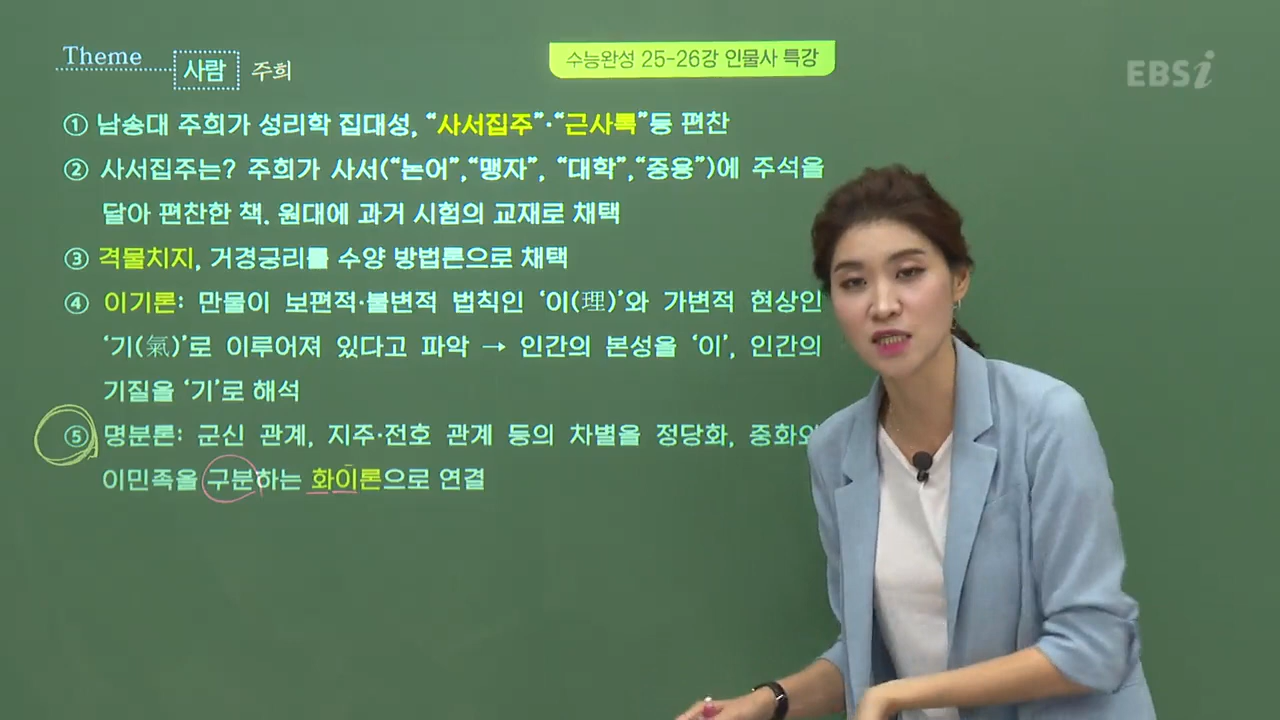 Theme 사람 주희
수능완성 25-26강 인물사 특강
EBSi
① 남송대 주희가 성리학 집대성, “사서집주”·“근사록”등 편찬
② 사서집주는? 주희가 사서(“논어”,“맹자”, “대학”,“중용”)에 주석을
달아 편찬한 책. 원대에 과거 시험의 교재로 채택
③ 격물치지, 거경궁리를 수양 방법론으로 채택
④ 이기론: 만물이 보편적·불변적 법칙인 ‘이(理)’와 가변적 현상인
‘기(氣)’로 이루어져 있다고 파악 → 인간의 본성을 ‘이’, 인간의
기질을 ‘기’로 해석
⑤ 명분론: 군신 관계, 지주·전호 관계 등의 차별을 정당화, 중화와
이민족을 구분하는 화이론으로 연결